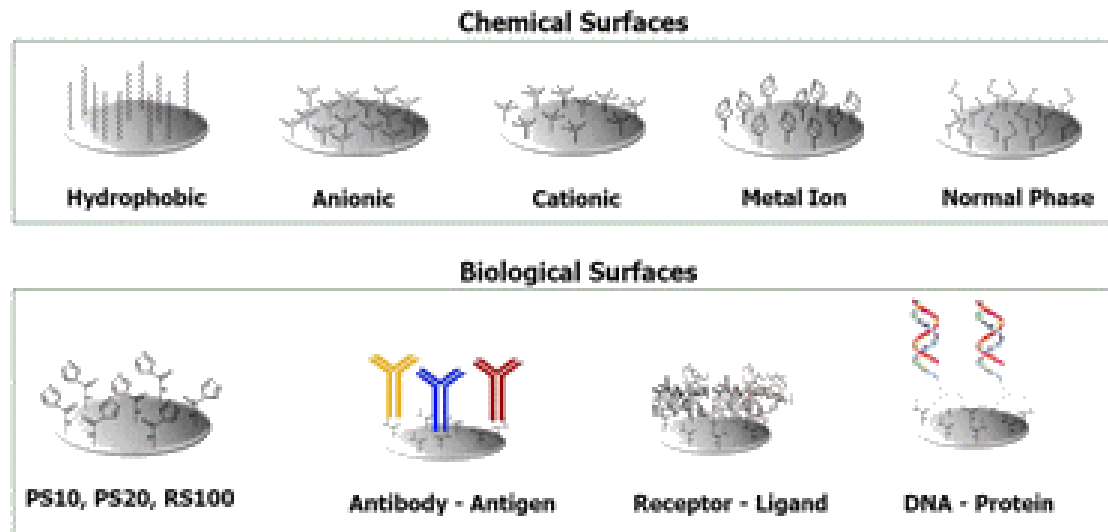 Chemical Surfaces
Hydrophobic Anionic Cationic Metal Ion Normal Phase
Biological Surfaces
PS10, PS20, RS100 Antibody - Antigen Receptor - Ligand DNA - Protein